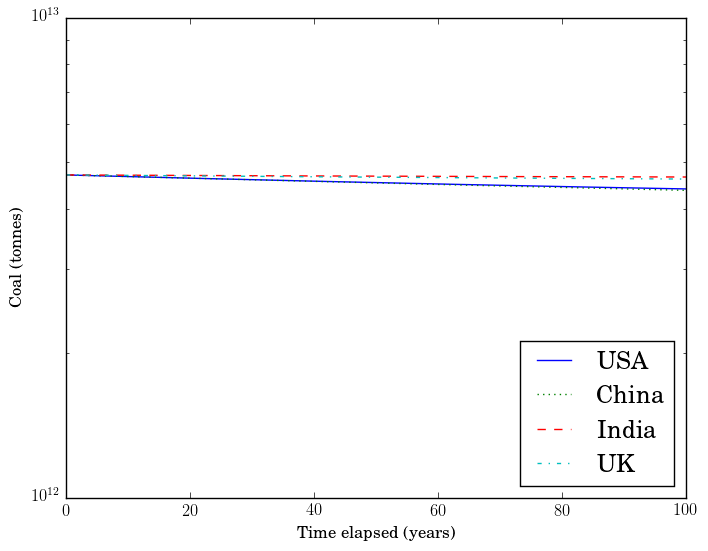 10^13
Coal (tonnes)
USA
China
India
UK
10^12
0 20 40 60 80 100
Time elapsed (years)